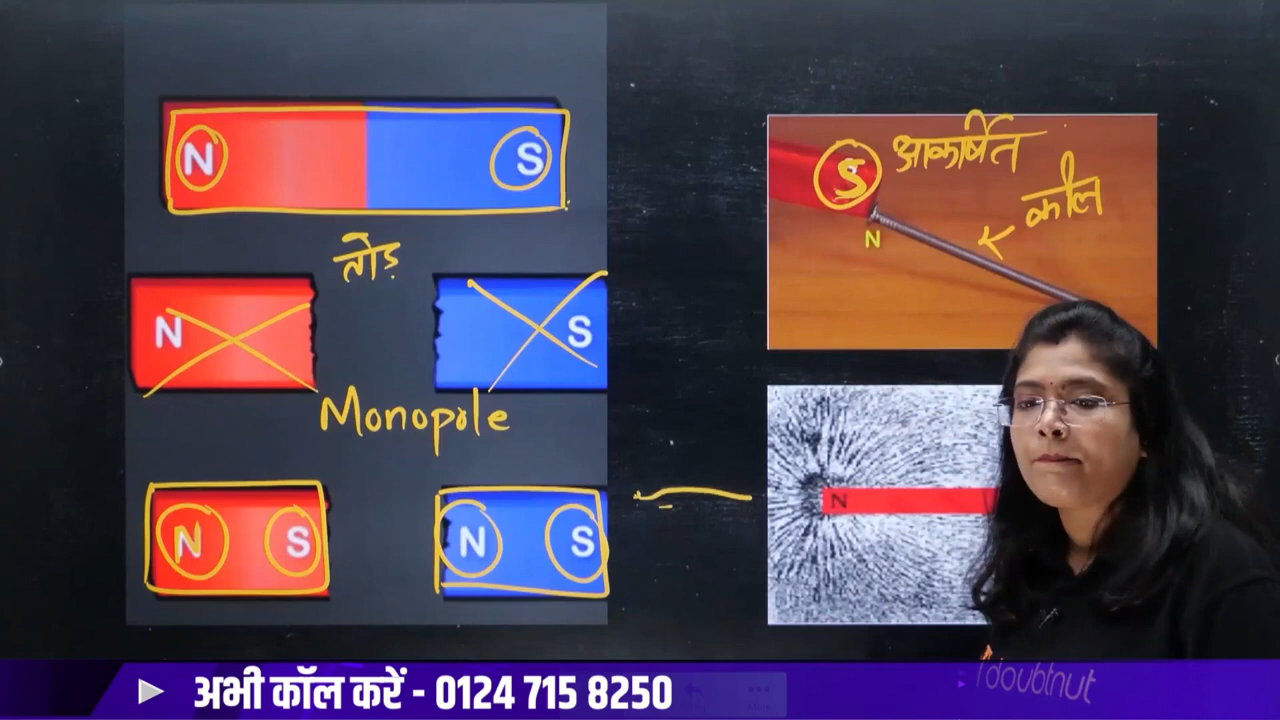 N S
तोड़
N S
Monopole
N S N S
S आकर्षित
कील
N
N
अभी कॉल करें - 0124 715 8250
doubtnut